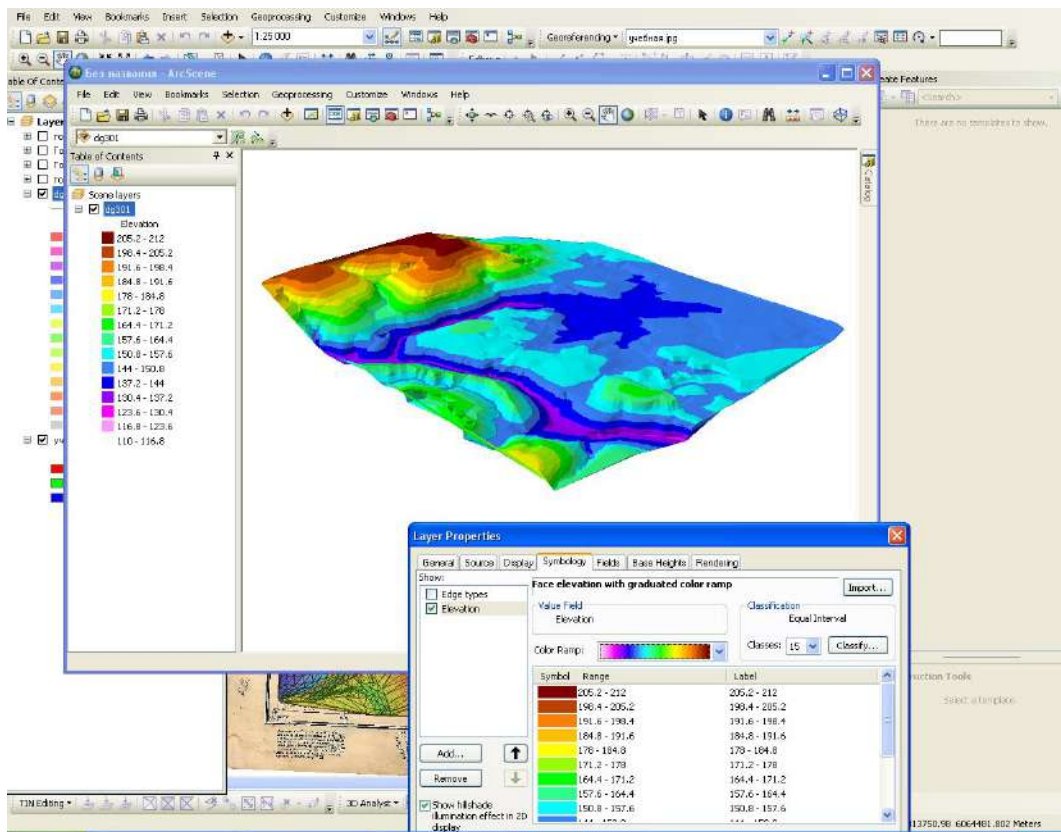 File Edit View Bookmarks Insert Selection Geoprocessing Customize Windows Help
1:25 000 Georeferencing учебная.jpg
Без названия - ArcScene
File Edit View Bookmarks Selection Geoprocessing Customize Windows Help
dg301
Table of Contents
Scene layers
dg301
Elevation
205.2 - 212
198.4 - 205.2
191.6 - 198.4
184.8 - 191.6
178 - 184.8
171.2 - 178
164.4 - 171.2
157.6 - 164.4
150.8 - 157.6
144 - 150.8
137.2 - 144
130.4 - 137.2
123.6 - 130.4
116.8 - 123.6
110 - 116.8
Catalog
Create Features
<Search>
There are no templates to show.
Layer Properties
General Source Display Symbology Fields Base Heights Rendering
Show:
Edge types
Elevation
Add...
Remove
Show hillshade
illumination effect in 2D
display
Face elevation with graduated color ramp
Import...
Value Field
Elevation
Classification
Equal Interval
Color Ramp:
Classes: 15 Classify...
Symbol Range Label
205.2 - 212 205.2 - 212
198.4 - 205.2 198.4 - 205.2
191.6 - 198.4 191.6 - 198.4
184.8 - 191.6 184.8 - 191.6
178 - 184.8 178 - 184.8
171.2 - 178 171.2 - 178
164.4 - 171.2 164.4 - 171.2
157.6 - 164.4 157.6 - 164.4
150.8 - 157.6 150.8 - 157.6
ruction Tools
Select a template.
TIN Editing 3D Analyst
13750.98 6064481.802 Meters